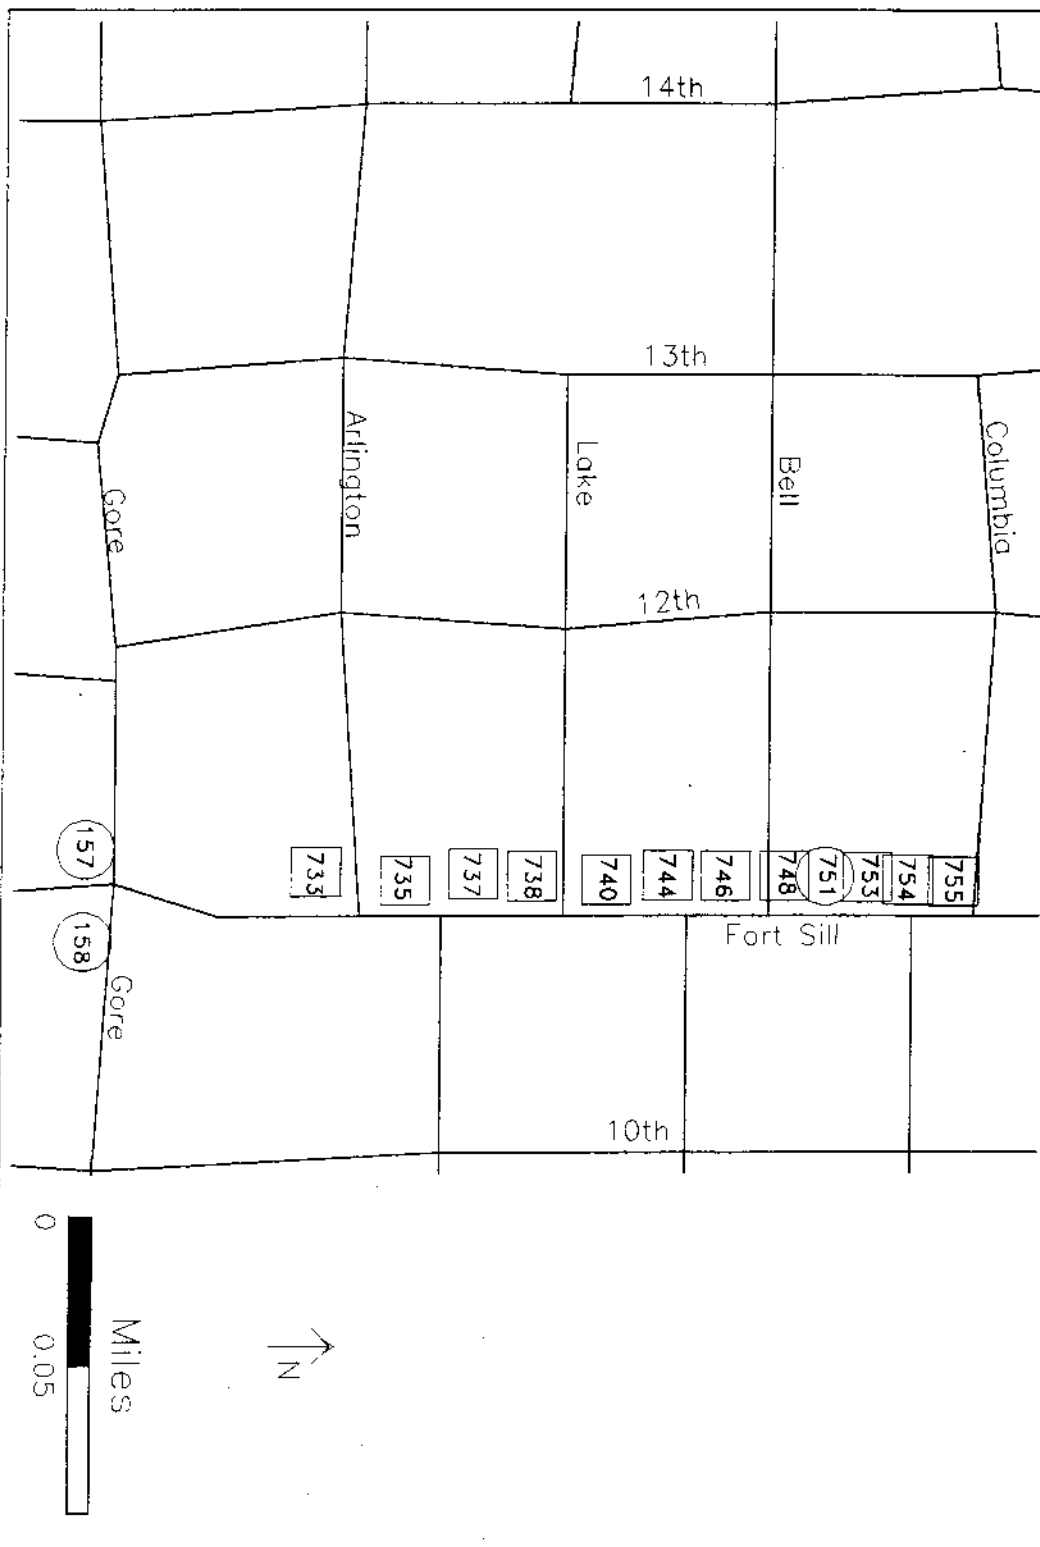 14th
13th
Arlington
Lake
Bell
Columbia
Gore
12th
157
733
735
737
738
740
744
746
748
751
753
754
755
158
Fort Sill
Gore
10th
0
0.05
Miles
N